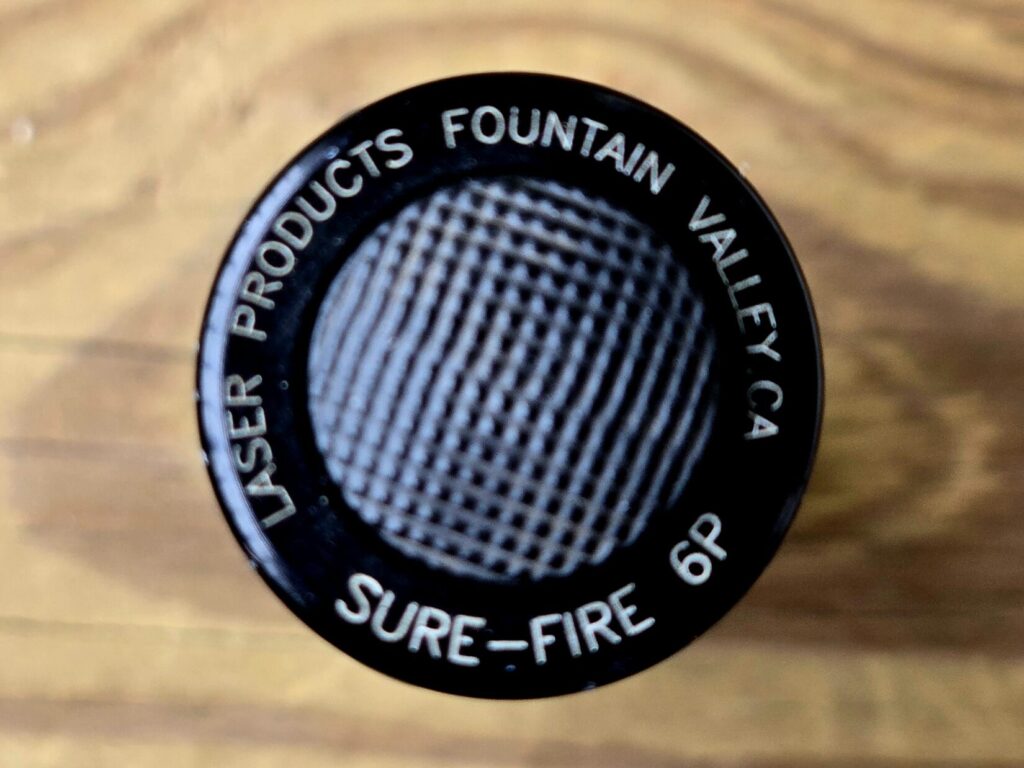 LASER PRODUCTS FOUNTAIN VALLEY, CA
SURE-FIRE 6P